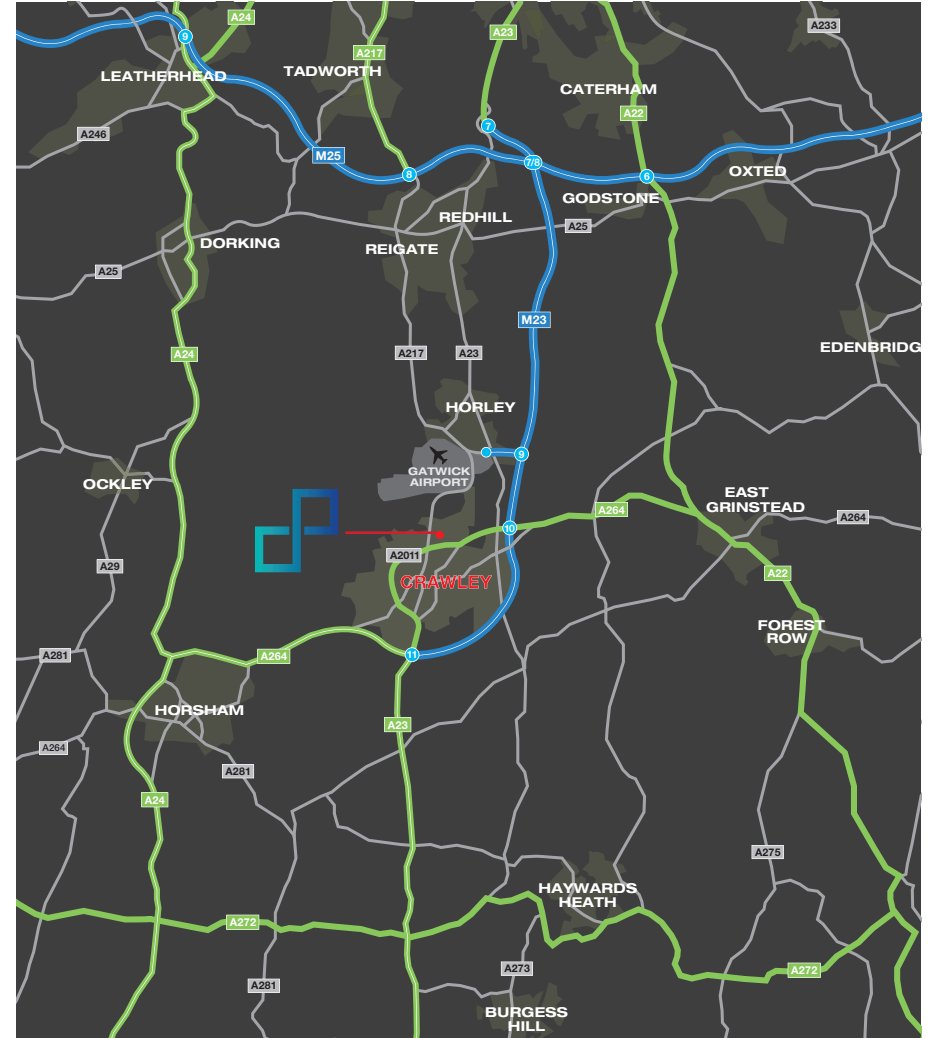 A24
A23
A233
9
A217
TADWORTH
LEATHERHEAD
CATERHAM
A22
7
A246
M25
7/8
8
6
OXTED
GODSTONE
REDHILL
A25
DORKING
REIGATE
A25
M23
A24
A217
A23
EDENBRIDG
HORLEY
9
GATWICK
AIRPORT
OCKLEY
EAST
GRINSTEAD
A264
A264
10
A2011
A29
CRAWLEY
A22
FOREST
ROW
A281
A264
11
HORSHAM
A23
A264
A281
A24
A275
HAYWARDS
HEATH
A272
A273
A272
A281
BURGESS
HILL